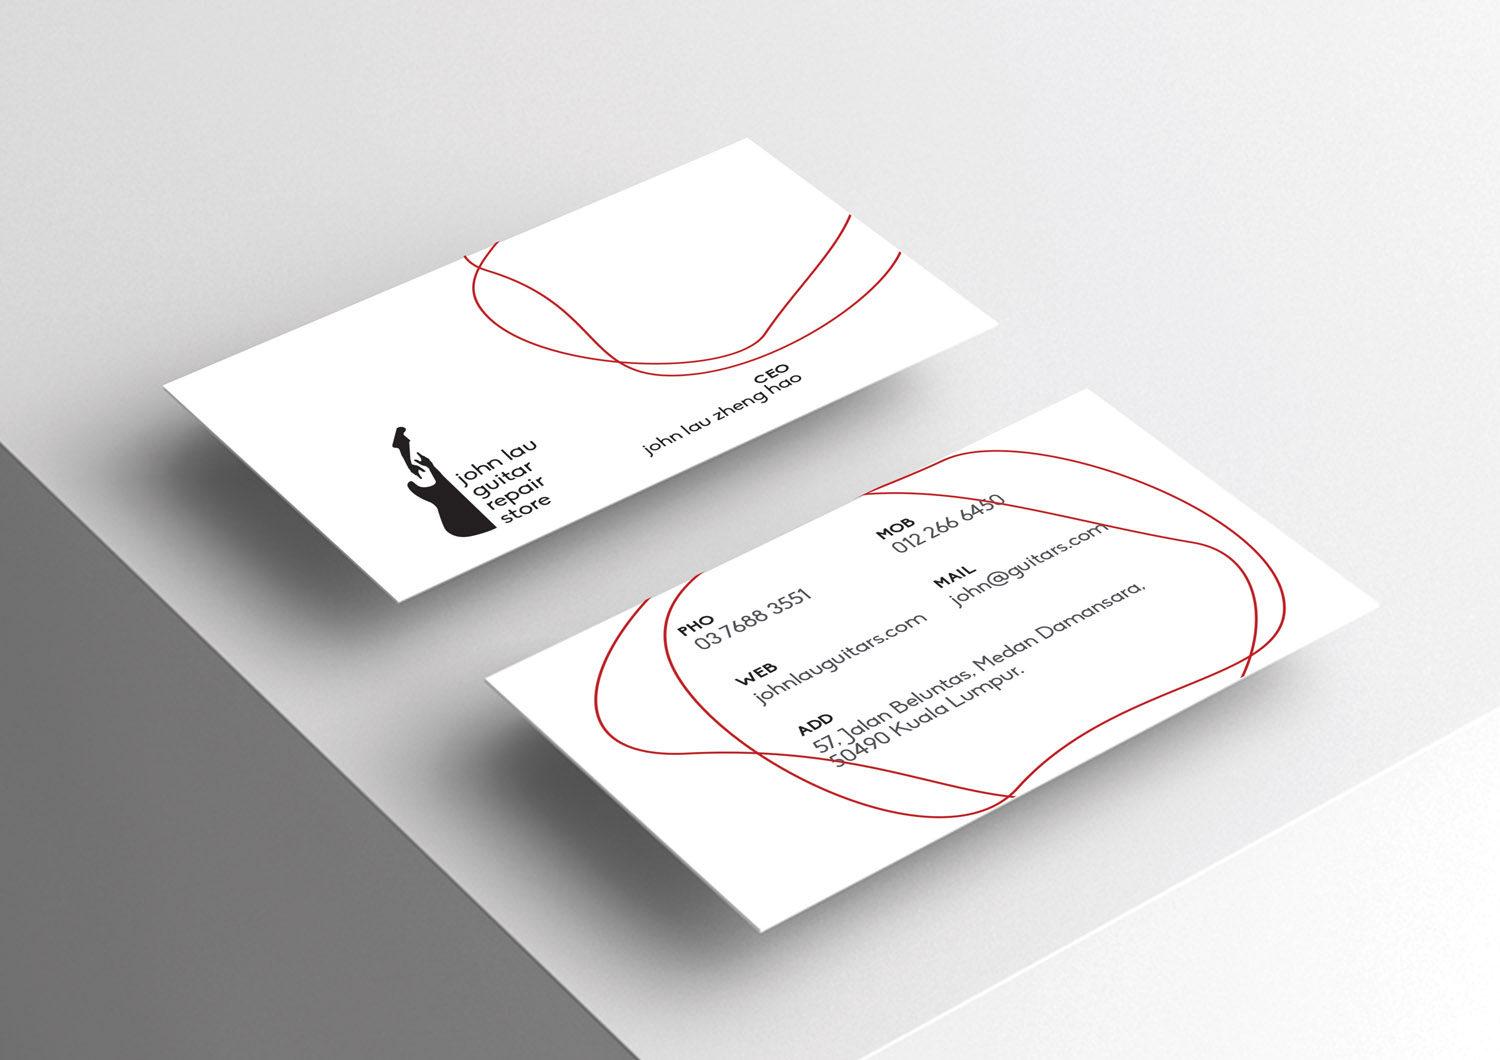 john lau
guitar
repair
store
CEO
john lau zheng hao
PHO
03 7688 3551
MOB
012 266 6450
WEB
johnlauguitars.com
MAIL
john@guitars.com
ADD
57, Jalan Beluntas, Medan Damansara,
50490 Kuala Lumpur.